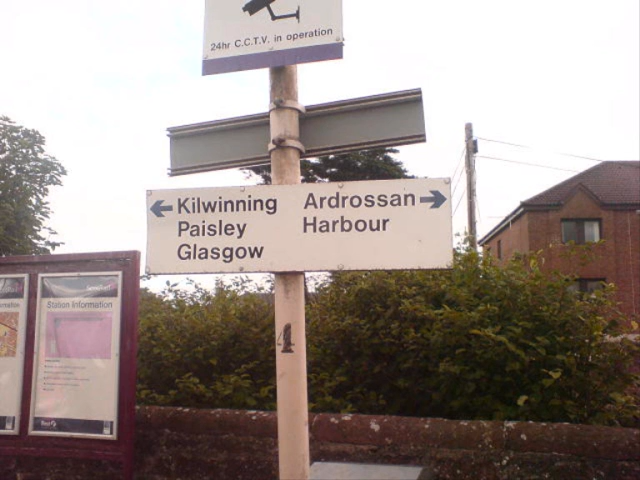 24hr C.C.T.V. in operation
Kilwinning
Paisley
Glasgow
Ardrossan
Harbour
4
Station Information